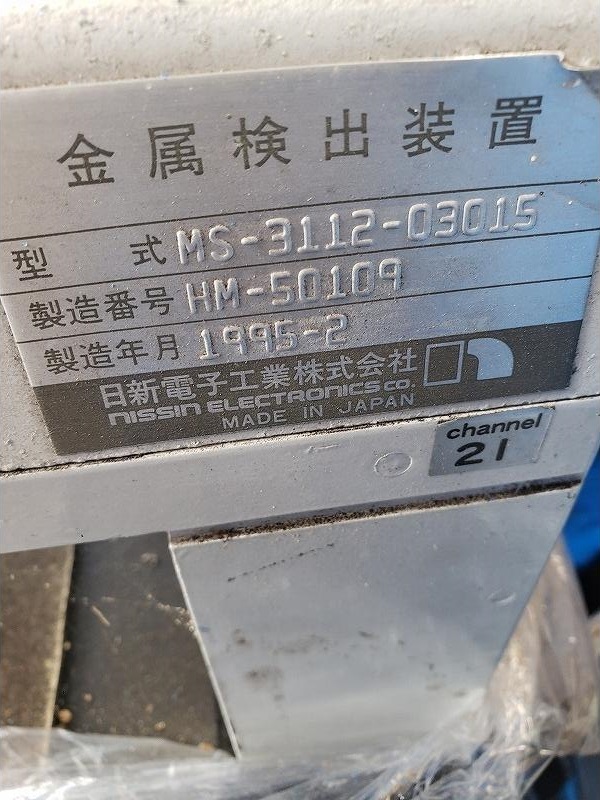 金属検出装置
型式 MS-3112-03015
製造番号 HM-50109
製造年月 1995-2
日新電子工業株式会社
NISSIN ELECTRONICS CO.
MADE IN JAPAN
channel
21